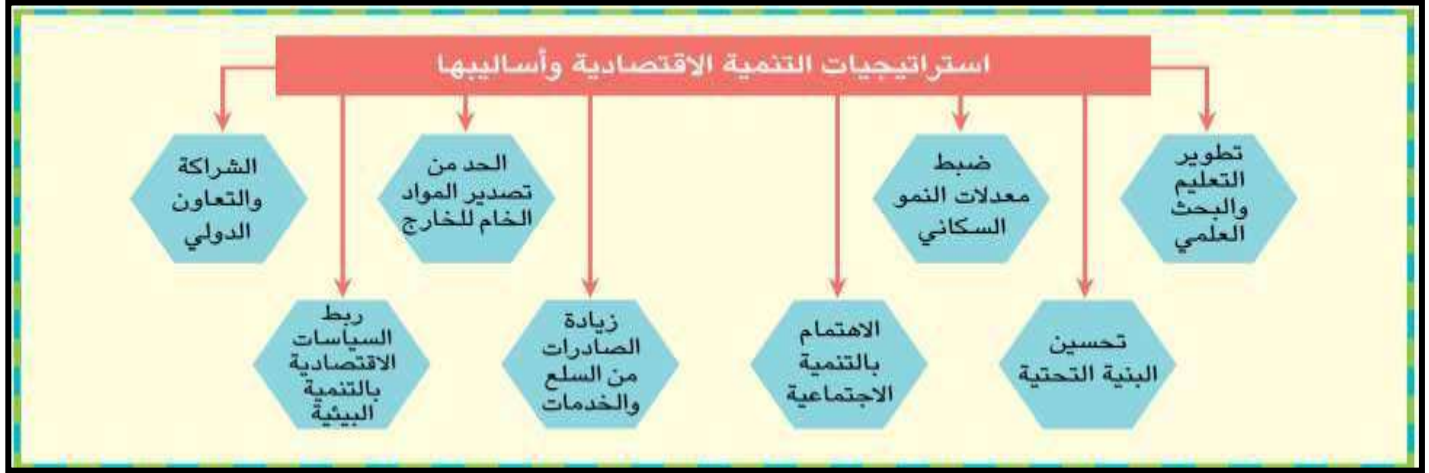 استراتيجيات التنمية الاقتصادية وأساليبها
تطوير
التعليم
والبحث
العلمي
تحسين
البنية التحتية
ضبط
معدلات النمو
السكاني
الاهتمام
بالتنمية
الاجتماعية
زيادة
الصادرات
من السلع
والخدمات
الحد من
تصدير المواد
الخام للخارج
ربط
السياسات
الاقتصادية
بالتنمية
البيئية
الشراكة
والتعاون
الدولي